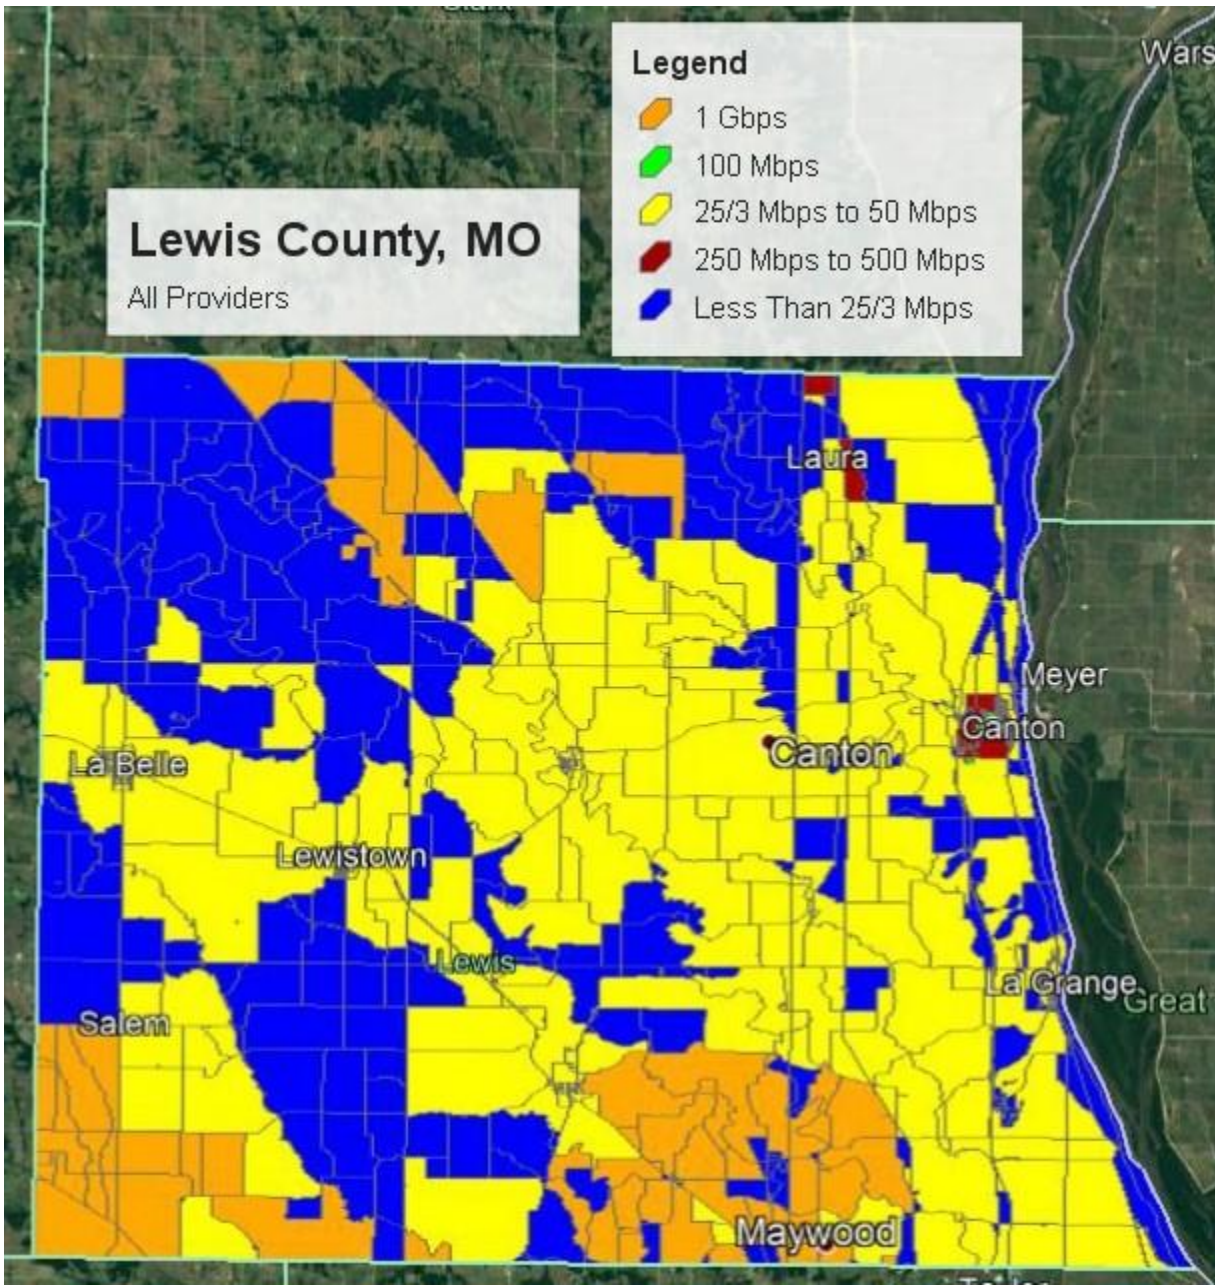 Wars
Legend
1 Gbps
100 Mbps
25/3 Mbps to 50 Mbps
250 Mbps to 500 Mbps
Less Than 25/3 Mbps
Lewis County, MO
All Providers
Laura
Meyer
Canton
Canton
La Belle
Lewistown
Lewis
La Grange
Great
Salem
Maywood